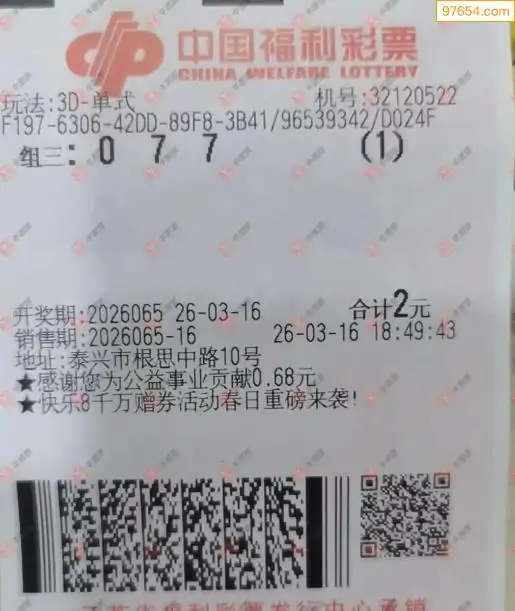 97654.com
中国福利彩票
CHINA WELFARE LOTTERY
玩法:3D-单式 机号:32120522
F197-6306-42DD-89F8-3B41/96539342/D024F
组三: 0 7 7 (1)
开奖期:2026065 26-03-16 合计2元
销售期:2026065-16 26-03-16 18:49:43
地址:泰兴市根思中路10号
★感谢您为公益事业贡献0.68元
★快乐8千万赠券活动春日重磅来袭!